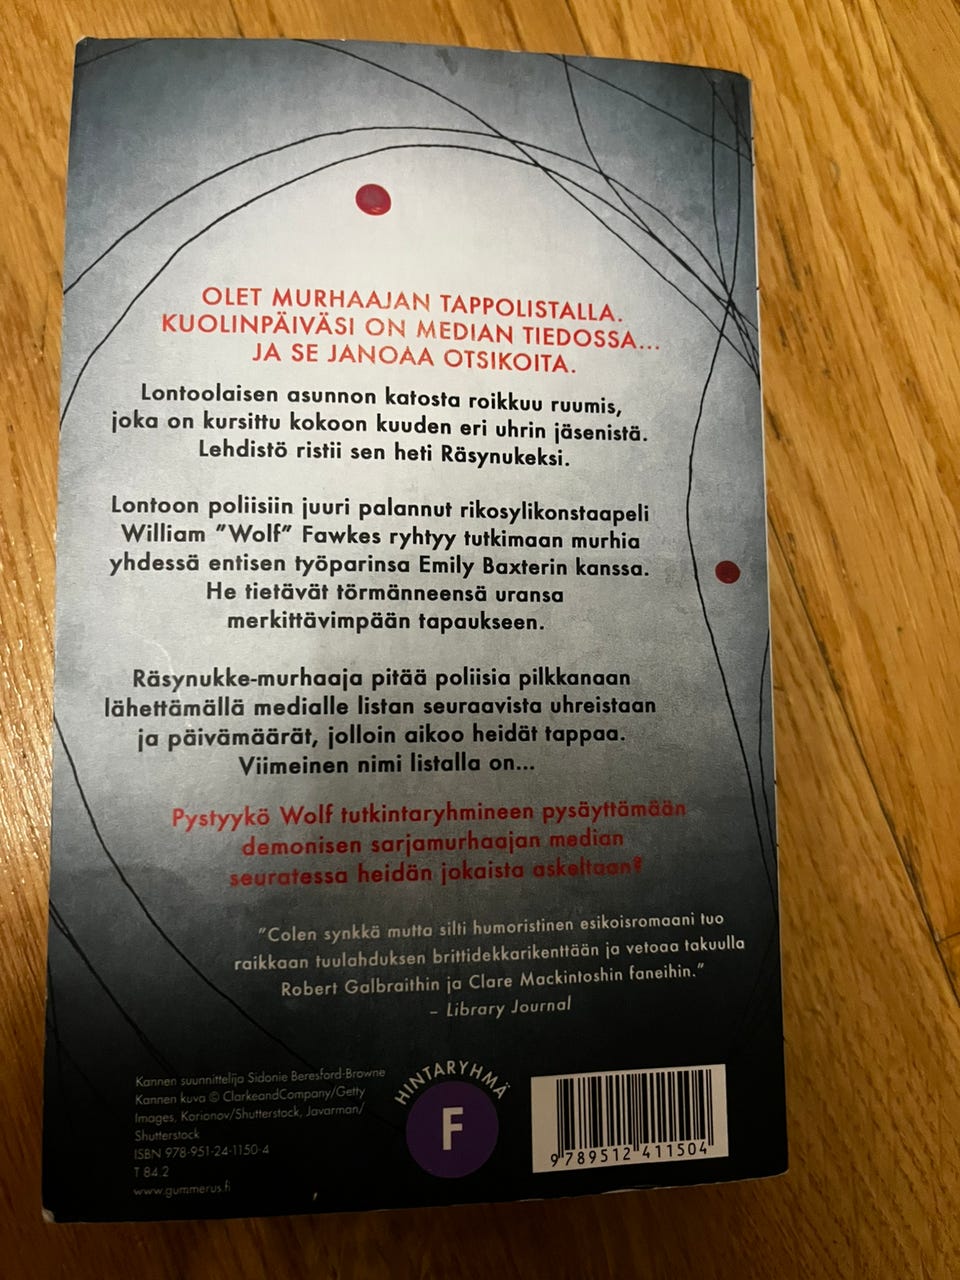 OLET MURHAAJAN TAPPOLISTALLA.
KUOLINPÄIVÄSI ON MEDIAN TIEDOSSA...
JA SE JANOAA OTSIKOITA.
Lontoolaisen asunnon katosta roikkuu ruumis,
joka on kursittu kokoon kuuden eri uhrin jäsenistä.
Lehdistö ristii sen heti Räsynukeksi.
Lontoon poliisiin juuri palannut rikosylikonstaapeli
William ”Wolf” Fawkes ryhtyy tutkimaan murhia
yhdessä entisen työparinsa Emily Baxterin kanssa.
He tietävät törmänneensä uransa
merkittävimpään tapaukseen.
Räsynukke-murhaaja pitää poliisia pilkkanaan
lähettämällä medialle listan seuraavista uhreistaan
ja päivämäärät, jolloin aikoo heidät tappaa.
Viimeinen nimi listalla on...
Pystyykö Wolf tutkintaryhmineen pysäyttämään
demonisen sarjamurhaajan median
seuratessa heidän jokaista askeltaan?
”Colen synkkä mutta silti humoristinen esikoisromaani tuo
raikkaan tuulahduksen brittidekkarikenttään ja vetoaa takuulla
Robert Galbraithin ja Clare Mackintoshin faneihin.”
– Library Journal
Kannen suunnittelija Sidonie Beresford-Browne
Kannen kuva © ClarkeandCompany/Getty
Images, Karionov/Shutterstock, Javarman/
Shutterstock
ISBN 978-951-24-1150-4
T 84.2
www.gummerus.fi
HINTARYHMÄ
F
9 789512 411504